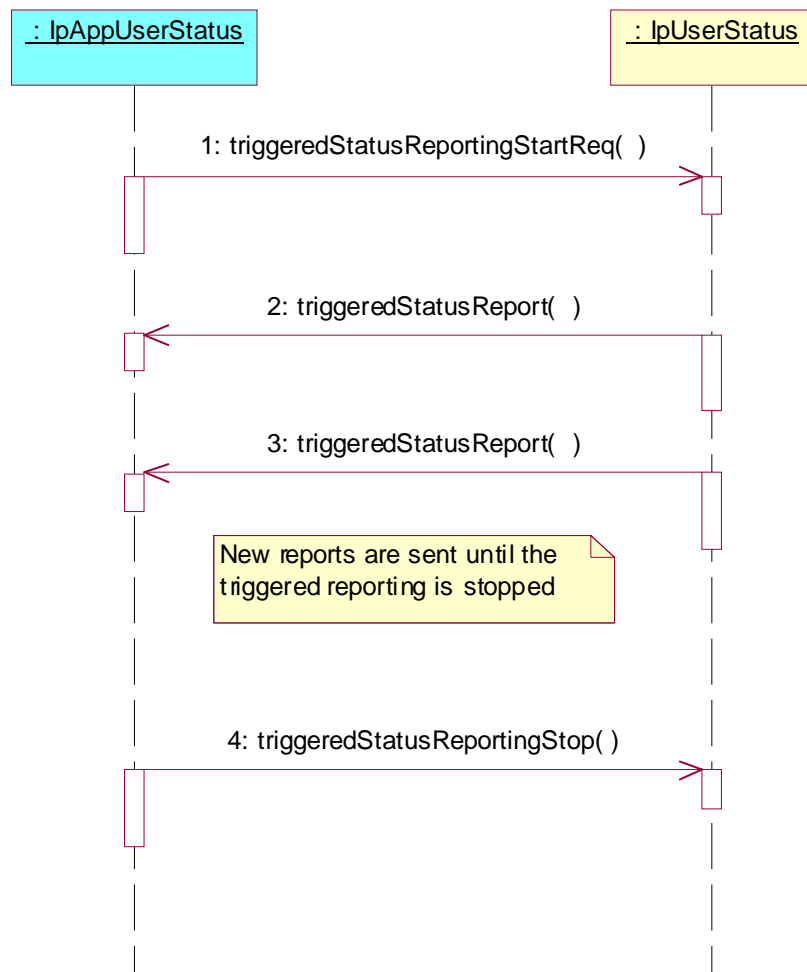 : IpAppUserStatus
: IpUserStatus
1: triggeredStatusReportingStartReq( )
2: triggeredStatusReport( )
3: triggeredStatusReport( )
New reports are sent until the
triggered reporting is stopped
4: triggeredStatusReportingStop( )